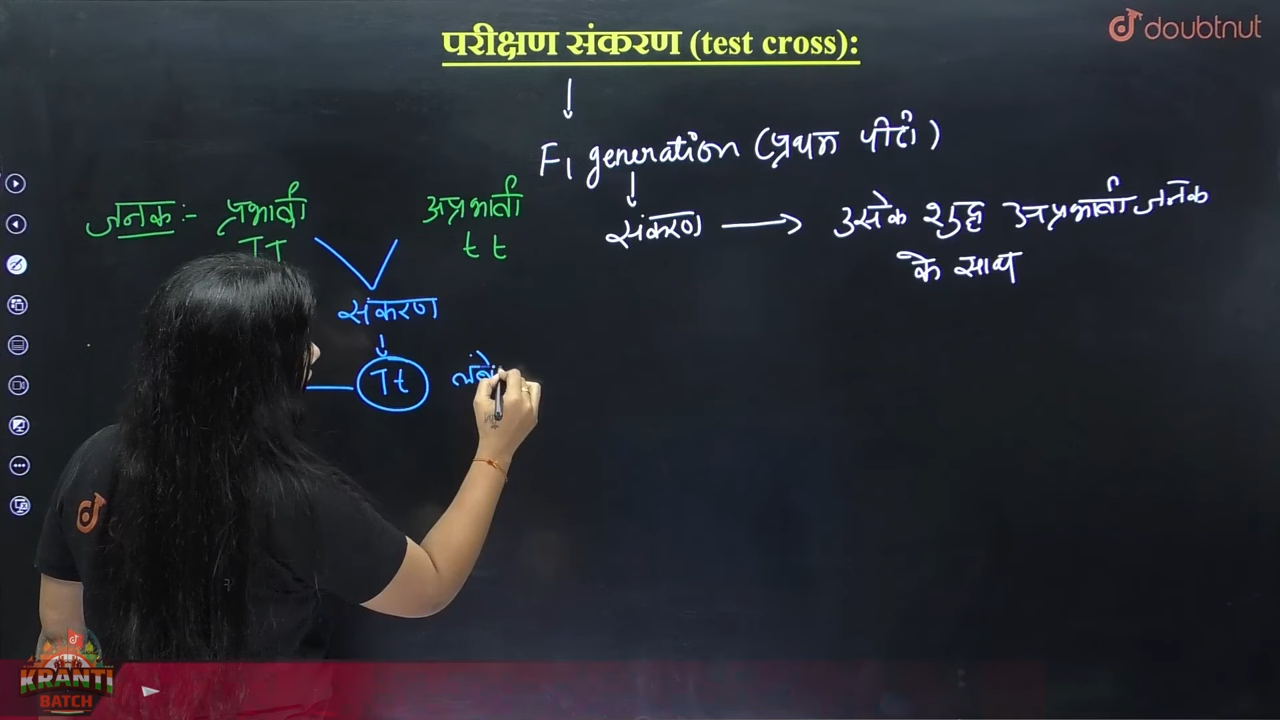 परीक्षण संकरण (test cross):
doubtnut
F₁ generation (प्रथम पीढ़ी)
संकरण → उसके शुद्ध अप्रभावी जनक
के साथ
जनक :- प्रभावी अप्रभावी
TT tt
संकरण
Tt
KRANTI
BATCH